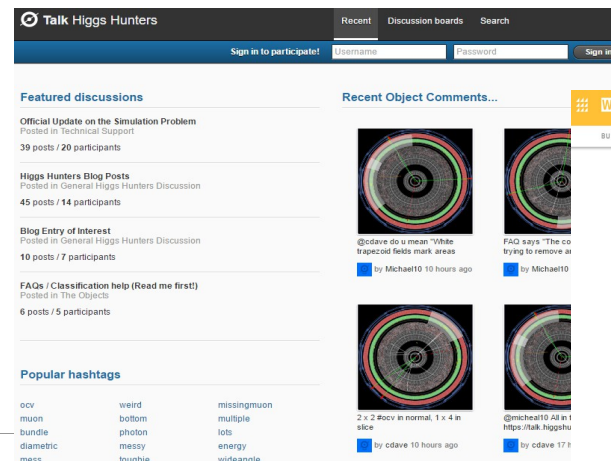 Talk Higgs Hunters
Recent Discussion boards Search
Sign in to participate! Username Password Sign in
Featured discussions
Official Update on the Simulation Problem
Posted in Technical Support
39 posts / 20 participants
Higgs Hunters Blog Posts
Posted in General Higgs Hunters Discussion
45 posts / 14 participants
Blog Entry of Interest
Posted in General Higgs Hunters Discussion
10 posts / 7 participants
FAQs / Classification help (Read me first!)
Posted in The Objects
6 posts / 5 participants
Popular hashtags
ocv weird missingmuon
muon bottom multiple
bundle photon lots
diametric messy energy
mess toughie wideangle
Recent Object Comments...
@cdave do u mean "White
trapezoid fields mark areas
by Michael10 10 hours ago
FAQ says "The co
trying to remove a
by Michael10
2 x 2 #ocv in normal, 1 x 4 in
slice
by cdave 10 hours ago
@micheal10 All in t
https://talk.higgshu
by cdave 17 h
W
BU